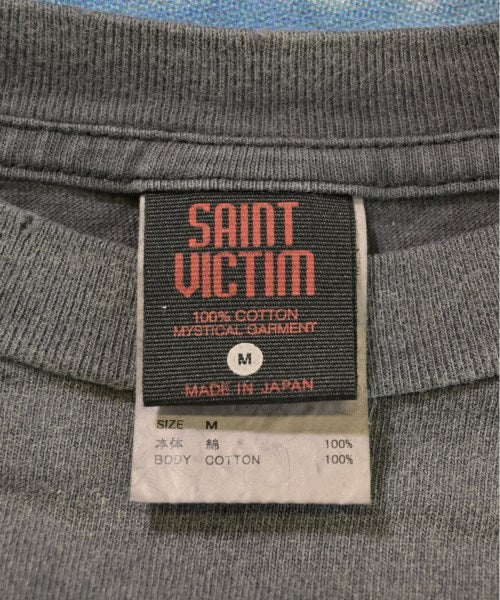 SAINT
VICTIM
100% COTTON
MYSTICAL GARMENT
M
MADE IN JAPAN
SIZE M
本体 綿 100%
BODY COTTON 100%